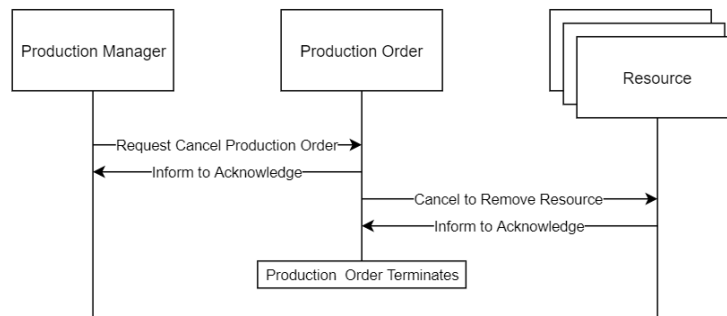 Production Manager
Production Order
Resource
Request Cancel Production Order
Inform to Acknowledge
Cancel to Remove Resource
Inform to Acknowledge
Production Order Terminates